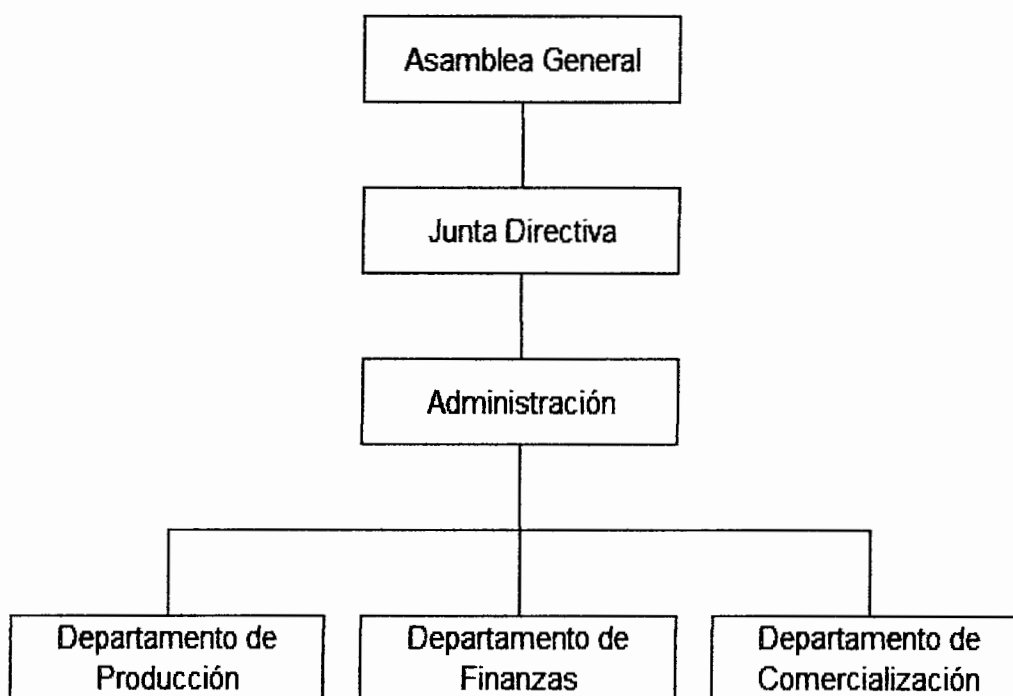 Asamblea General
Junta Directiva
Administración
Departamento de
Producción
Departamento de
Finanzas
Departamento de
Comercialización